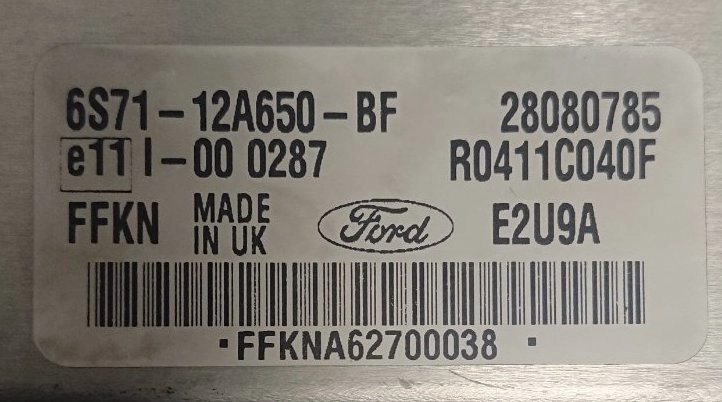 6S71-12A650-BF 28080785
e11 I-00 0287 R0411C040F
FFKN MADE IN UK Ford E2U9A
·FFKNA62700038 ·